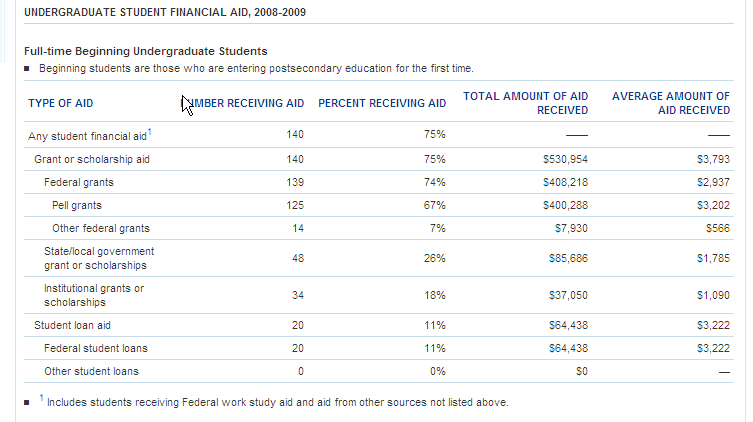 UNDERGRADUATE STUDENT FINANCIAL AID, 2008-2009
Full-time Beginning Undergraduate Students
Beginning students are those who are entering postsecondary education for the first time.
TYPE OF AID NUMBER RECEIVING AID PERCENT RECEIVING AID TOTAL AMOUNT OF AID RECEIVED AVERAGE AMOUNT OF AID RECEIVED
Any student financial aid1 140 75% — —
Grant or scholarship aid 140 75% $530,954 $3,793
Federal grants 139 74% $408,218 $2,937
Pell grants 125 67% $400,288 $3,202
Other federal grants 14 7% $7,930 $566
State/local government grant or scholarships 48 26% $85,686 $1,785
Institutional grants or scholarships 34 18% $37,050 $1,090
Student loan aid 20 11% $64,438 $3,222
Federal student loans 20 11% $64,438 $3,222
Other student loans 0 0% $0 —
1 Includes students receiving Federal work study aid and aid from other sources not listed above.